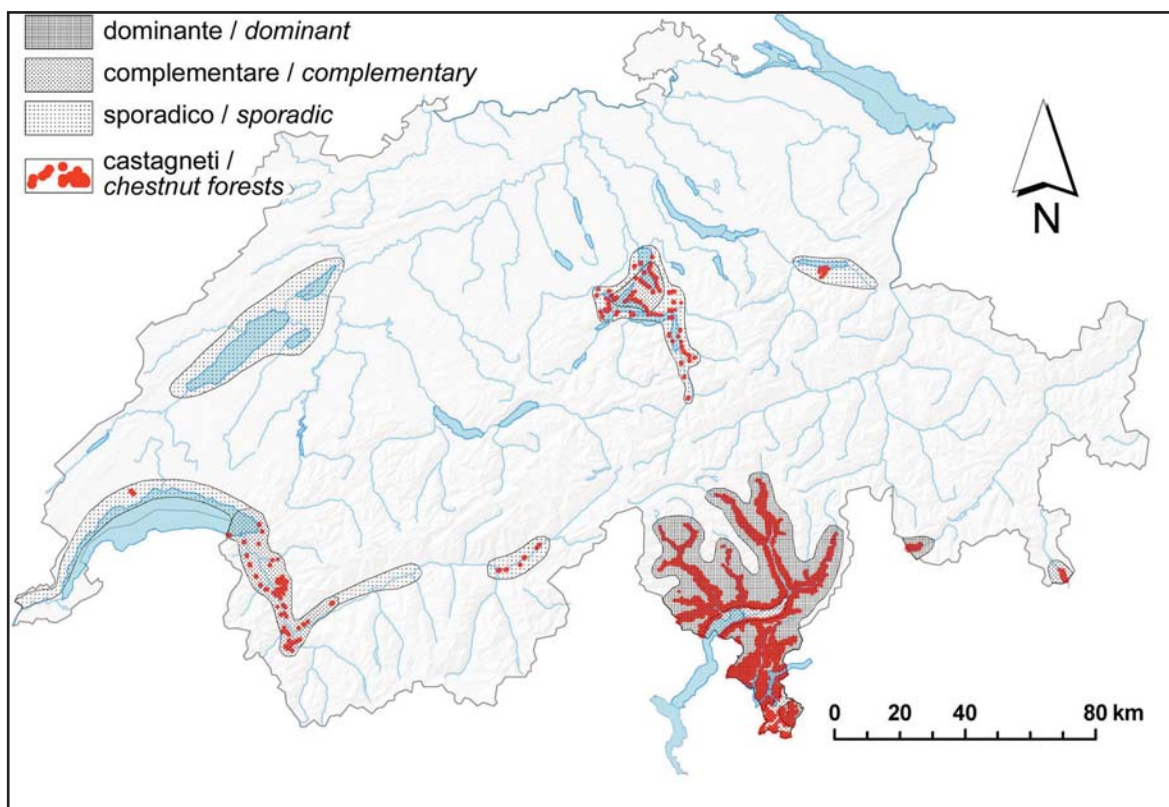 dominante / dominant
complementare / complementary
sporadico / sporadic
castagneti /
chestnut forests
N
0 20 40 80 km